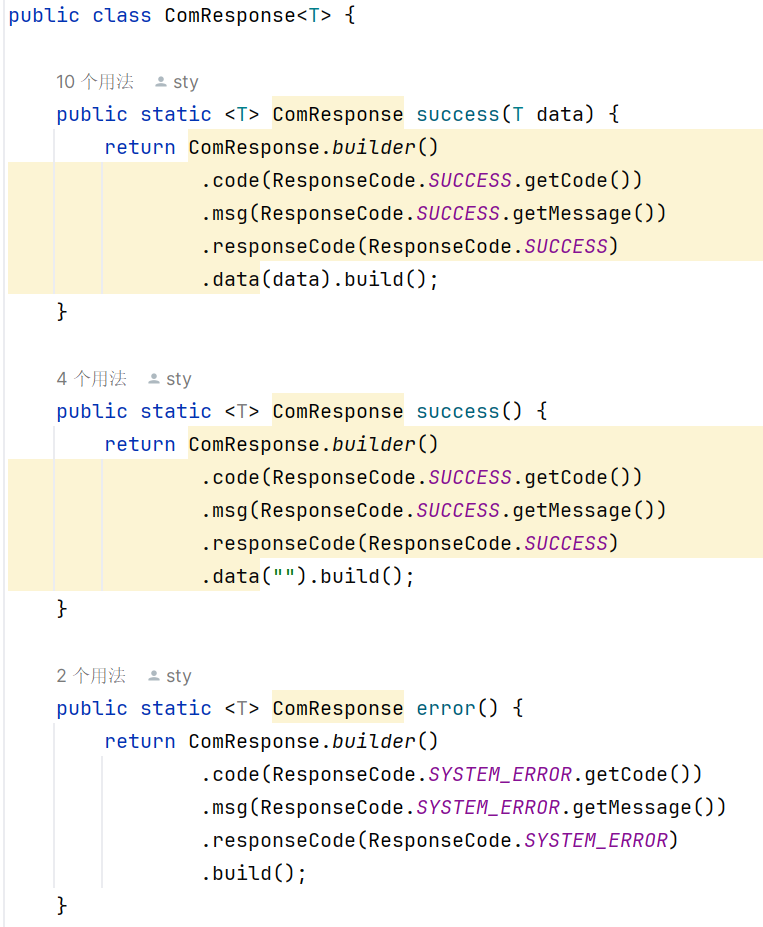 public class ComResponse<T> {
10 个用法 sty
public static <T> ComResponse success(T data) {
return ComResponse.builder()
.code(ResponseCode.SUCCESS.getCode())
.msg(ResponseCode.SUCCESS.getMessage())
.responseCode(ResponseCode.SUCCESS)
.data(data).build();
}
4 个用法 sty
public static <T> ComResponse success() {
return ComResponse.builder()
.code(ResponseCode.SUCCESS.getCode())
.msg(ResponseCode.SUCCESS.getMessage())
.responseCode(ResponseCode.SUCCESS)
.data("").build();
}
2 个用法 sty
public static <T> ComResponse error() {
return ComResponse.builder()
.code(ResponseCode.SYSTEM_ERROR.getCode())
.msg(ResponseCode.SYSTEM_ERROR.getMessage())
.responseCode(ResponseCode.SYSTEM_ERROR)
.build();
}